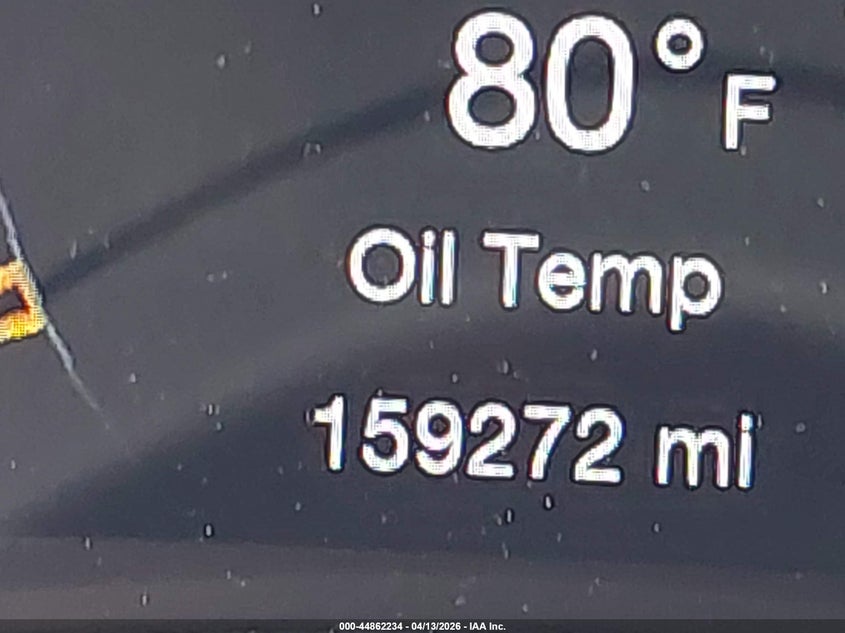 80°F
Oil Temp
159272 mi
000-44862234 - 04/13/2026 - IAA Inc.